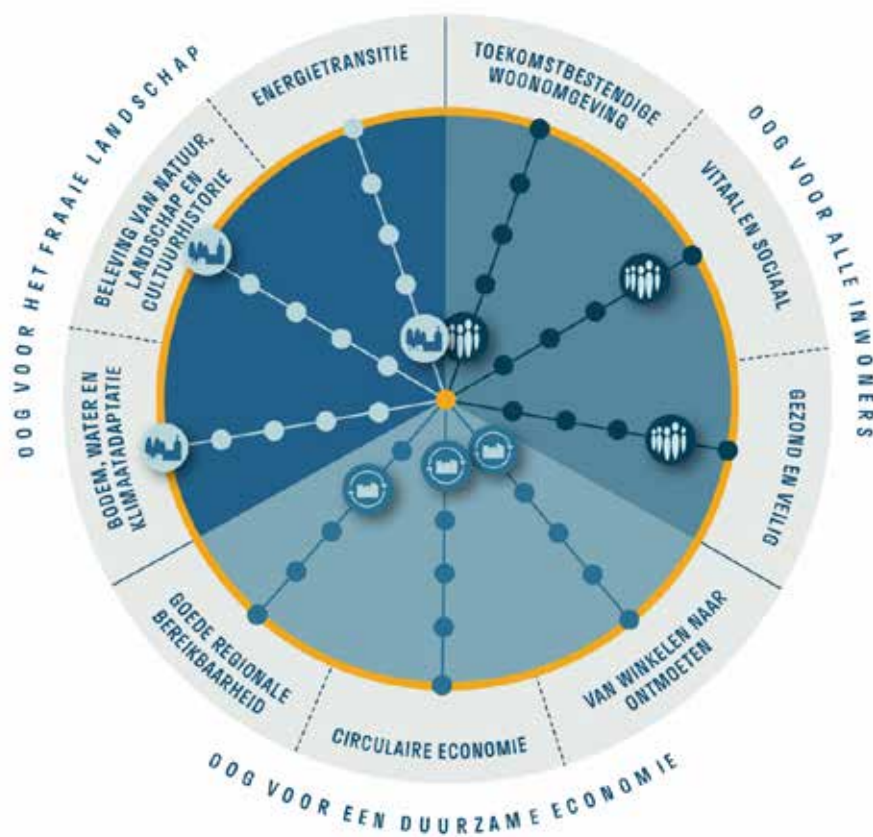 OOG VOOR HET FRAAIE LANDSCHAP
ENERGIETRANSITIE
BELEVING VAN NATUUR,
LANDSCHAP EN
CULTUURHISTORIE
BODEM, WATER EN
KLIMAATADAPTATIE
OOG VOOR ALLE INWONERS
TOEKOMSTBESTENDIGE
WOONOMGEVING
VITAAL EN SOCIAAL
GEZOND EN VEILIG
OOG VOOR EEN DUURZAME ECONOMIE
GOEDE REGIONALE
BEREIKBAARHEID
CIRCULAIRE ECONOMIE
VAN WINKELEN NAAR
ONTMOETEN